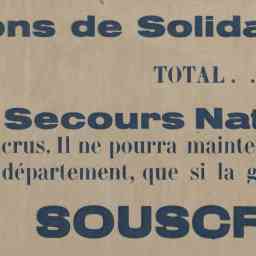 ons de Solida
TOTAL. . .
Secours Nat
crus. Il ne pourra mainte
département, que si la g
SOUSCR